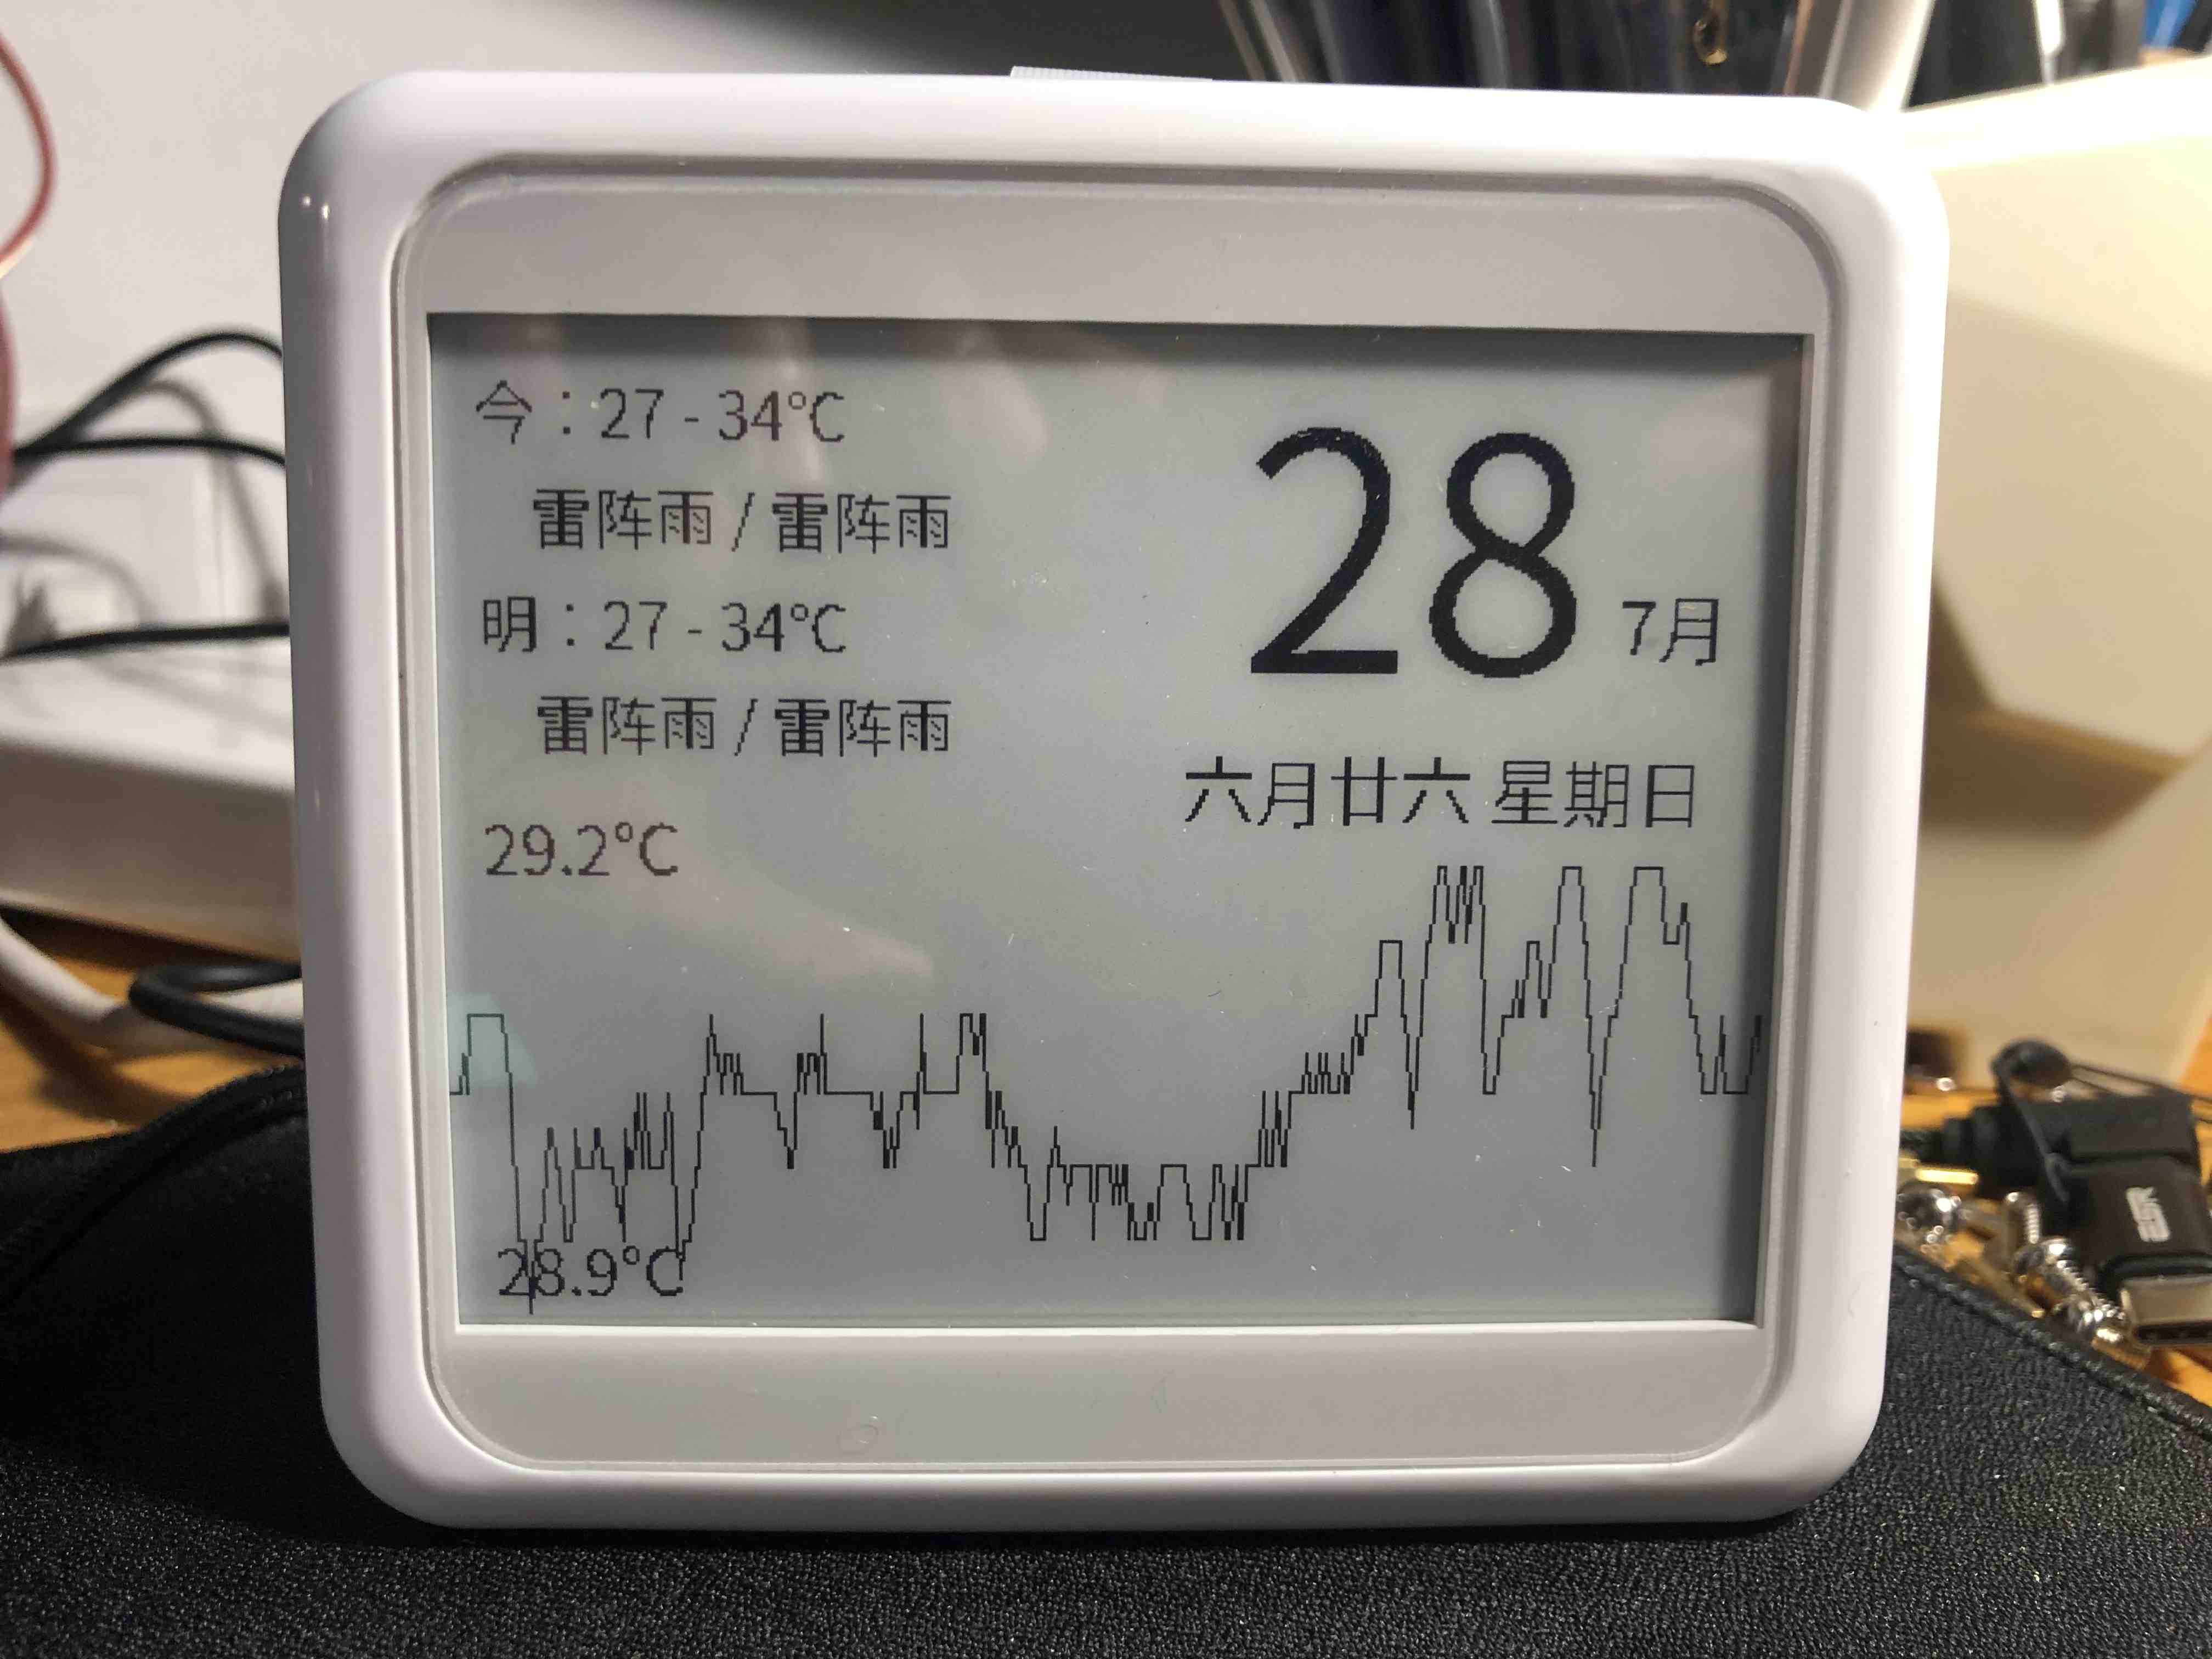 今：27 - 34℃
雷阵雨 / 雷阵雨
明：27 - 34℃
雷阵雨 / 雷阵雨
28 7月
六月廿六 星期日
29.2℃
28.9℃